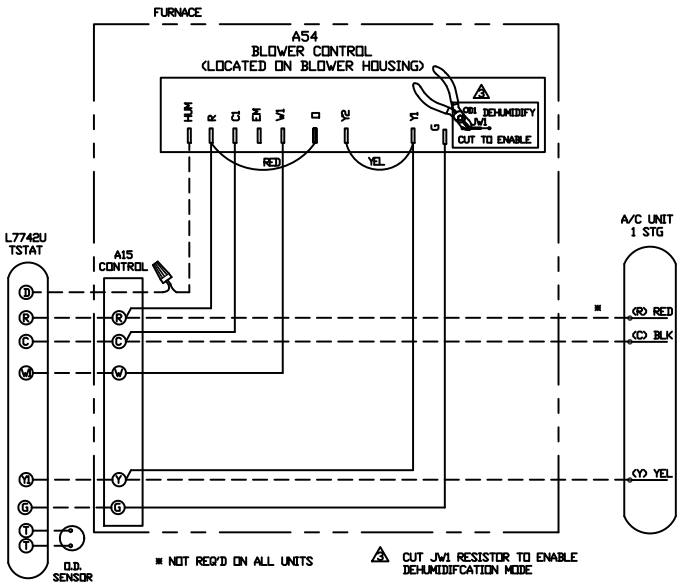 FURNACE
A54
BLOWER CONTROL
(LOCATED ON BLOWER HOUSING)
3
OD1 DEHUMIDIFY
JW1
CUT TO ENABLE
HUM R C1 EM W1 O Y2 Y1 G
RED YEL
L7742U
TSTAT
A15
CONTROL
A/C UNIT
1 STG
D
R R * (R) RED
C C (C) BLK
W1 W
Y1 Y (Y) YEL
G G
T
T
O.D.
SENSOR
* NOT REQ'D ON ALL UNITS
3 CUT JW1 RESISTOR TO ENABLE
DEHUMIDIFCATION MODE